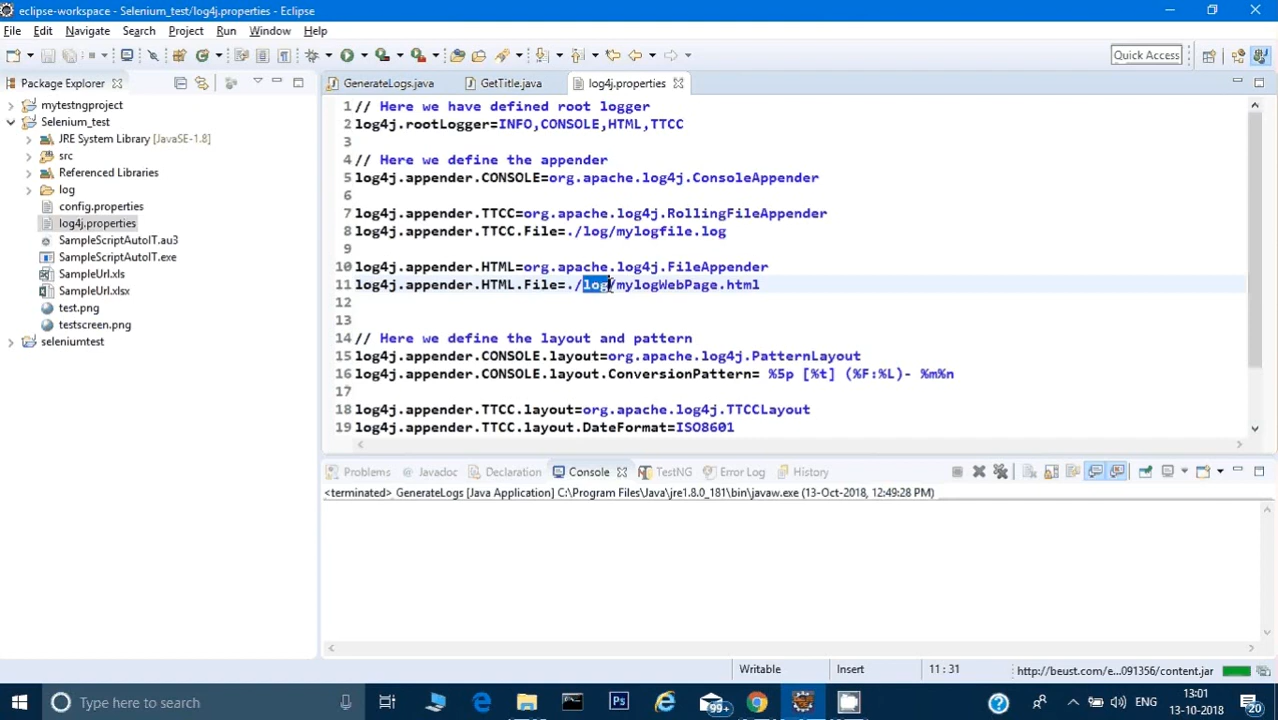 eclipse-workspace - Selenium_test/log4j.properties - Eclipse
File Edit Navigate Search Project Run Window Help
Quick Access
Package Explorer
GenerateLogs.java
GetTitle.java
log4j.properties
mytestngproject
Selenium_test
JRE System Library [JavaSE-1.8]
src
Referenced Libraries
log
config.properties
log4j.properties
SampleScriptAutoIT.au3
SampleScriptAutoIT.exe
SampleUrl.xls
SampleUrl.xlsx
test.png
testscreen.png
seleniumtest
1 // Here we have defined root logger
2 log4j.rootLogger=INFO,CONSOLE,HTML,TTCC
3
4 // Here we define the appender
5 log4j.appender.CONSOLE=org.apache.log4j.ConsoleAppender
6
7 log4j.appender.TTCC=org.apache.log4j.RollingFileAppender
8 log4j.appender.TTCC.File=./log/mylogfile.log
9
10 log4j.appender.HTML=org.apache.log4j.FileAppender
11 log4j.appender.HTML.File=./log/mylogWebPage.html
12
13
14 // Here we define the layout and pattern
15 log4j.appender.CONSOLE.layout=org.apache.log4j.PatternLayout
16 log4j.appender.CONSOLE.layout.ConversionPattern= %5p [%t] (%F:%L)- %m%n
17
18 log4j.appender.TTCC.layout=org.apache.log4j.TTCCLayout
19 log4j.appender.TTCC.layout.DateFormat=ISO8601
Problems Javadoc Declaration Console TestNG Error Log History
<terminated> GenerateLogs [Java Application] C:\Program Files\Java\jre1.8.0_181\bin\javaw.exe (13-Oct-2018, 12:49:28 PM)
Writable Insert 11 : 31 http://beust.com/e...091356/content.jar
Type here to search
99+
ENG
13:01
13-10-2018
20